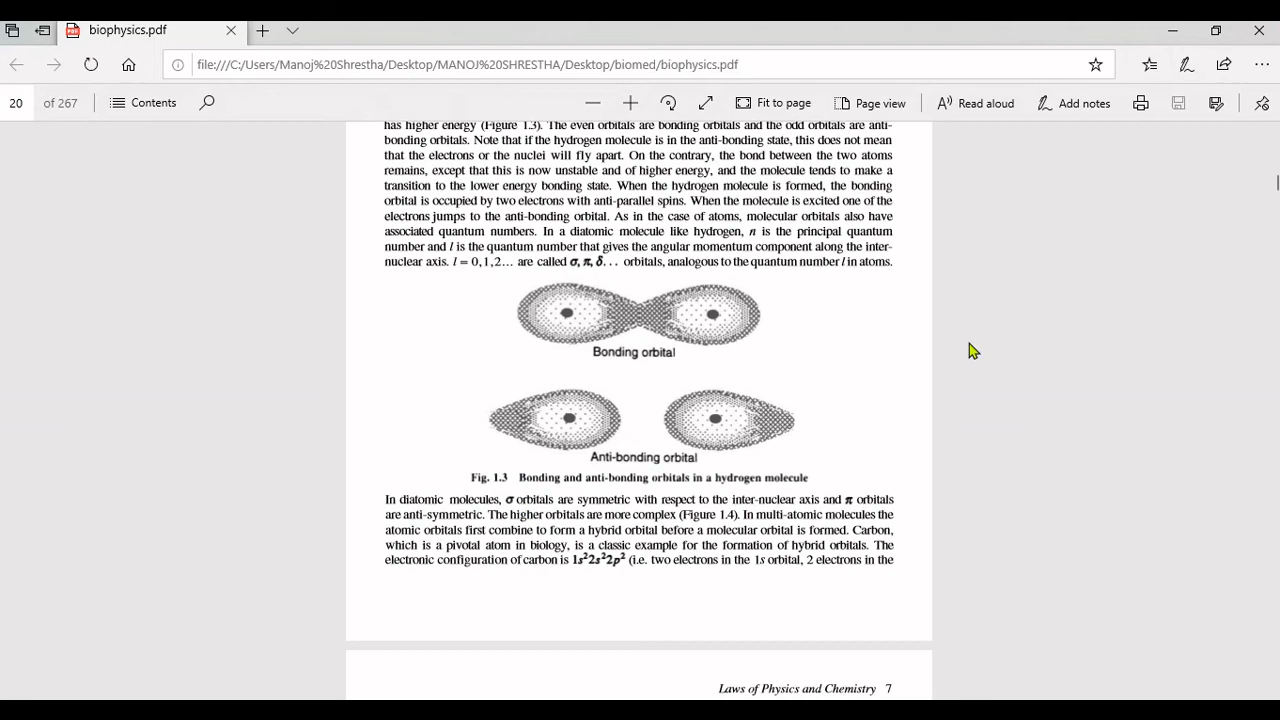 biophysics.pdf
file:///C:/Users/Manoj%20Shrestha/Desktop/MANOJ%20SHRESTHA/Desktop/biomed/biophysics.pdf
20 of 267 Contents Fit to page Page view Read aloud Add notes
has higher energy (Figure 1.3). The even orbitals are bonding orbitals and the odd orbitals are anti-
bonding orbitals. Note that if the hydrogen molecule is in the anti-bonding state, this does not mean
that the electrons or the nuclei will fly apart. On the contrary, the bond between the two atoms
remains, except that this is now unstable and of higher energy, and the molecule tends to make a
transition to the lower energy bonding state. When the hydrogen molecule is formed, the bonding
orbital is occupied by two electrons with anti-parallel spins. When the molecule is excited one of the
electrons jumps to the anti-bonding orbital. As in the case of atoms, molecular orbitals also have
associated quantum numbers. In a diatomic molecule like hydrogen, n is the principal quantum
number and l is the quantum number that gives the angular momentum component along the inter-
nuclear axis. l = 0,1,2... are called σ, π, δ... orbitals, analogous to the quantum number l in atoms.
Bonding orbital
Anti-bonding orbital
Fig. 1.3 Bonding and anti-bonding orbitals in a hydrogen molecule
In diatomic molecules, σ orbitals are symmetric with respect to the inter-nuclear axis and π orbitals
are anti-symmetric. The higher orbitals are more complex (Figure 1.4). In multi-atomic molecules the
atomic orbitals first combine to form a hybrid orbital before a molecular orbital is formed. Carbon,
which is a pivotal atom in biology, is a classic example for the formation of hybrid orbitals. The
electronic configuration of carbon is 1s²2s²2p² (i.e. two electrons in the 1s orbital, 2 electrons in the
Laws of Physics and Chemistry 7